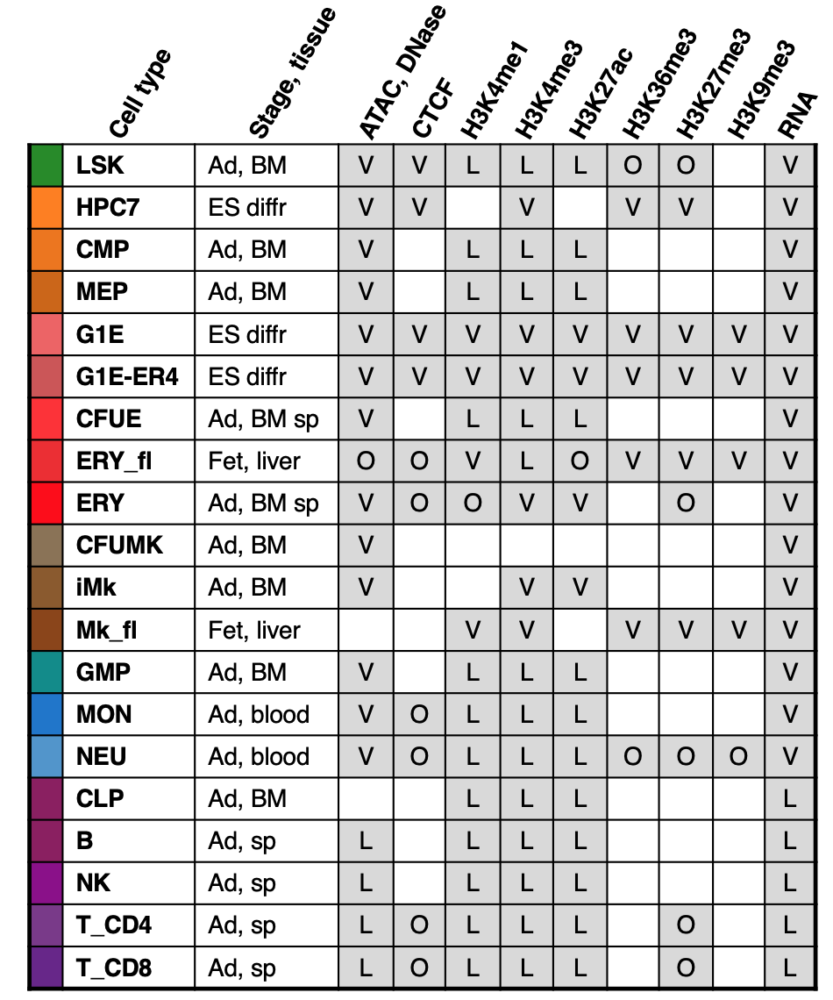 Cell type Stage, tissue ATAC, DNase CTCF H3K4me1 H3K4me3 H3K27ac H3K36me3 H3K27me3 H3K9me3 RNA
LSK Ad, BM V V L L L O O V
HPC7 ES diffr V V V V V V
CMP Ad, BM V L L L V
MEP Ad, BM V L L L V
G1E ES diffr V V V V V V V V V
G1E-ER4 ES diffr V V V V V V V V V
CFUE Ad, BM sp V L L L V
ERY_fl Fet, liver O O V L O V V V V
ERY Ad, BM sp V O O V V O V
CFUMK Ad, BM V V
iMk Ad, BM V V V V
Mk_fl Fet, liver V V V V V V
GMP Ad, BM V L L L V
MON Ad, blood V O L L L V
NEU Ad, blood V O L L L O O O V
CLP Ad, BM L L L L
B Ad, sp L L L L L
NK Ad, sp L L L L L
T_CD4 Ad, sp L O L L L O L
T_CD8 Ad, sp L O L L L O L